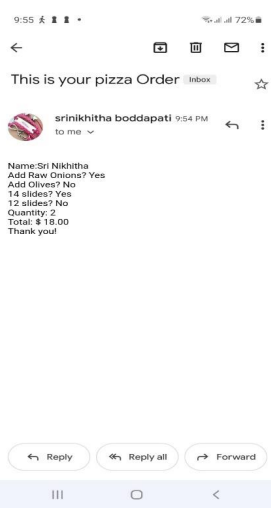 9:55
72%
This is your pizza Order Inbox
srinikhitha boddapati 9:54 PM
to me
Name:Sri Nikhitha
Add Raw Onions? Yes
Add Olives? No
14 slides? Yes
12 slides? No
Quantity: 2
Total: $ 18.00
Thank you!
Reply Reply all Forward